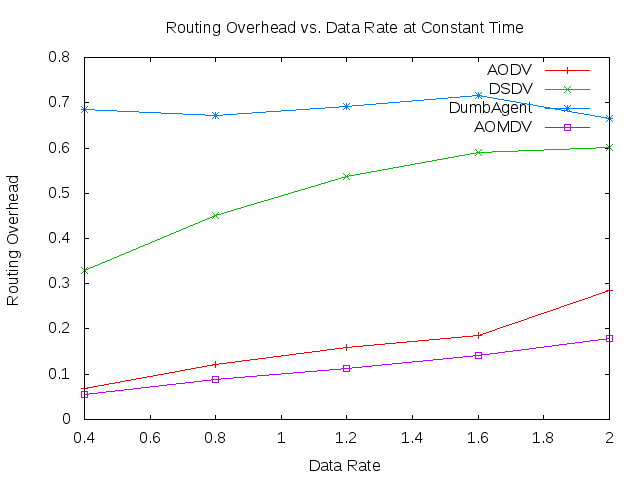 Routing Overhead vs. Data Rate at Constant Time
0.8
0.7
0.6
0.5
0.4
0.3
0.2
0.1
0
Routing Overhead
AODV
DSDV
DumbAgent
AOMDV
0.4 0.6 0.8 1 1.2 1.4 1.6 1.8 2
Data Rate